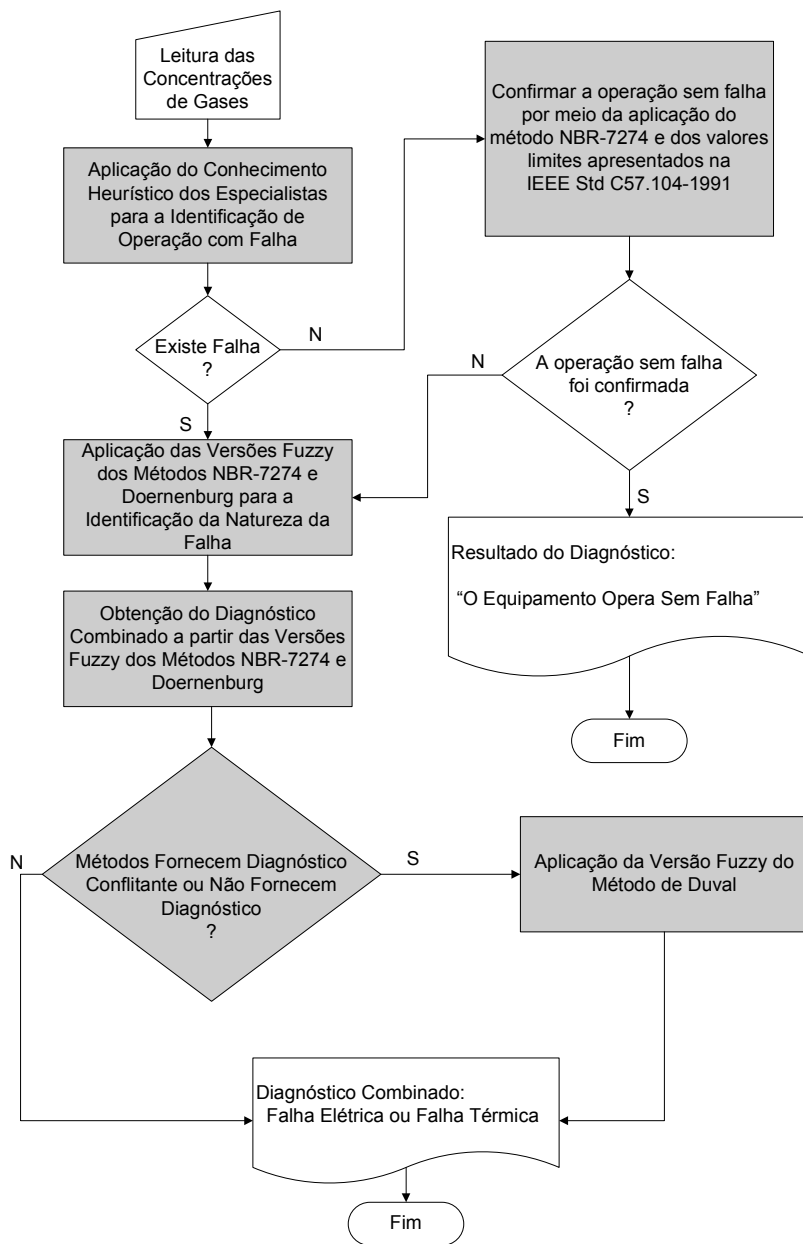 Leitura das
Concentrações
de Gases
Aplicação do Conhecimento
Heurístico dos Especialistas
para a Identificação de
Operação com Falha
Existe Falha
?
N
S
Confirmar a operação sem falha
por meio da aplicação do
método NBR-7274 e dos valores
limites apresentados na
IEEE Std C57.104-1991
A operação sem falha
foi confirmada
?
N
S
Resultado do Diagnóstico:
“O Equipamento Opera Sem Falha”
Fim
Aplicação das Versões Fuzzy
dos Métodos NBR-7274 e
Doernenburg para a
Identificação da Natureza da
Falha
Obtenção do Diagnóstico
Combinado a partir das Versões
Fuzzy dos Métodos NBR-7274 e
Doernenburg
Métodos Fornecem Diagnóstico
Conflitante ou Não Fornecem
Diagnóstico
?
N
S
Aplicação da Versão Fuzzy do
Método de Duval
Diagnóstico Combinado:
Falha Elétrica ou Falha Térmica
Fim